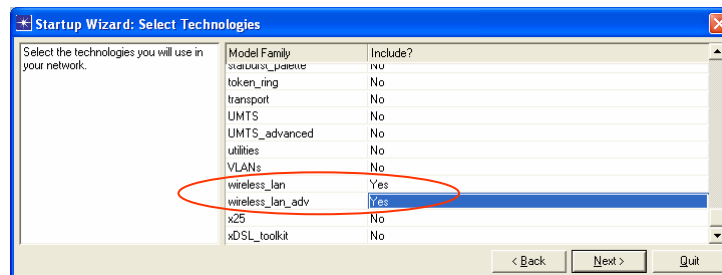 Startup Wizard: Select Technologies
Select the technologies you will use in
your network.
Model Family Include?
starburst_palette No
token_ring No
transport No
UMTS No
UMTS_advanced No
utilities No
VLANs No
wireless_lan Yes
wireless_lan_adv Yes
x25 No
xDSL_toolkit No
< Back Next > Quit